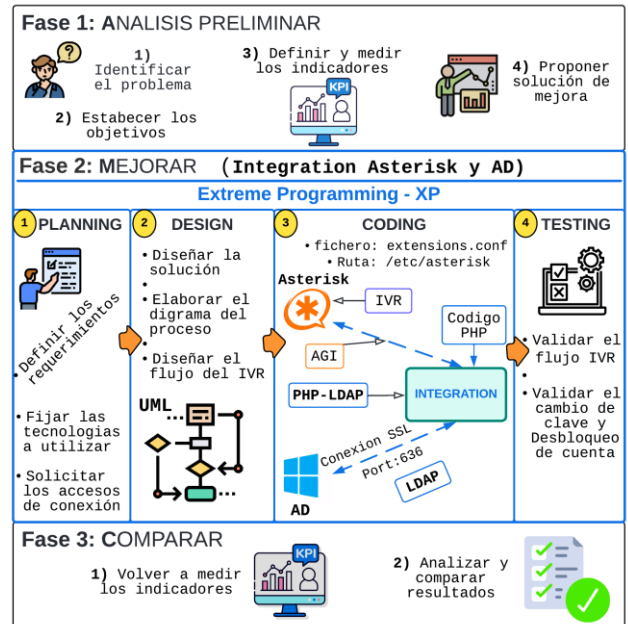 Fase 1: ANALISIS PRELIMINAR
1)
Identificar
el problema
2) Estabecer los
objetivos
3) Definir y medir
los indicadores
KPI
4) Proponer
solución de
mejora
Fase 2: MEJORAR (Integration Asterisk y AD)
Extreme Programming - XP
1 PLANNING
• Definir los
requerimientos
• Fijar las
tecnologias
a utilizar
• Solicitar
los accesos
de conexión
2 DESIGN
• Diseñar la
solución
•
• Elaborar el
digrama del
proceso
•
• Diseñar el
flujo del IVR
UML
3 CODING
• fichero: extensions.conf
• Ruta: /etc/asterisk
Asterisk
IVR
Codigo
PHP
AGI
PHP-LDAP
INTEGRATION
Conexion SSL
Port:636
LDAP
AD
4 TESTING
• Validar el
flujo IVR
•
• Validar el
cambio de
clave y
Desbloqueo
de cuenta
Fase 3: COMPARAR
1) Volver a medir
los indicadores
KPI
2) Analizar y
comparar
resultados